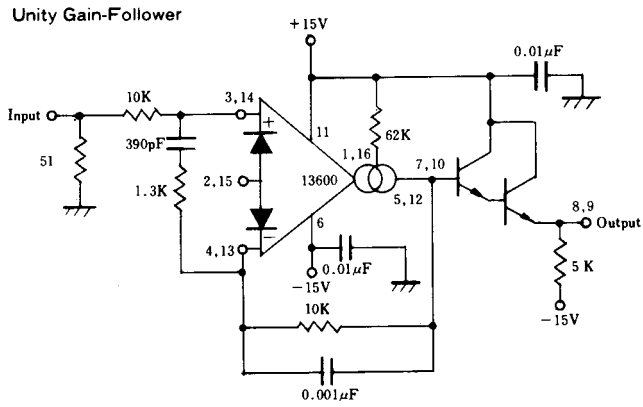 Unity Gain-Follower
+15V
0.01μF
10K
3,14
Input
+
11
62K
390pF
1,16
7,10
51
2,15
13600
8,9
1.3K
5,12
Output
6
−
4,13
0.01μF
5 K
−15V
−15V
10K
0.001μF